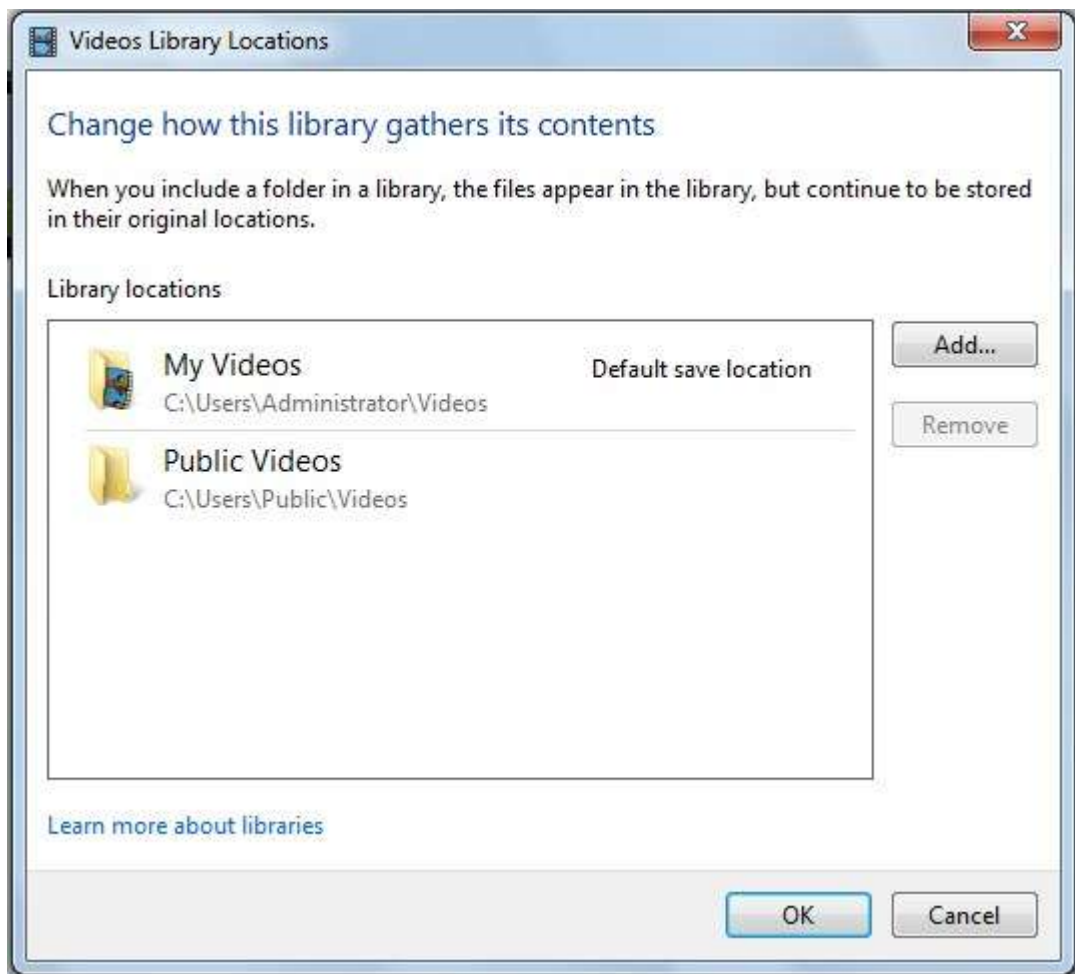 Videos Library Locations
Change how this library gathers its contents
When you include a folder in a library, the files appear in the library, but continue to be stored
in their original locations.
Library locations
My Videos
Default save location
C:\Users\Administrator\Videos
Public Videos
C:\Users\Public\Videos
Add...
Remove
Learn more about libraries
OK
Cancel